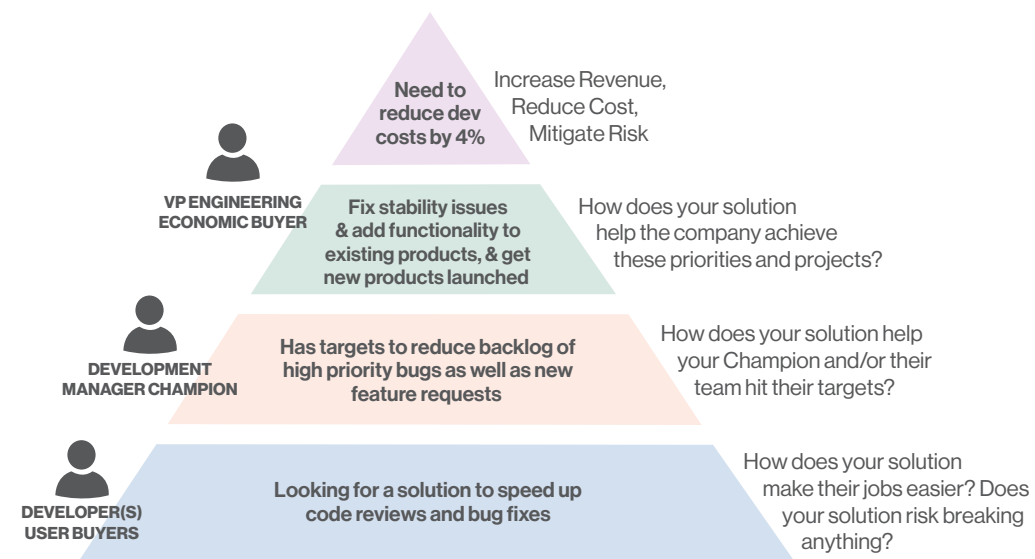 Need to
reduce dev
costs by 4%
Increase Revenue,
Reduce Cost,
Mitigate Risk
VP ENGINEERING
ECONOMIC BUYER
Fix stability issues
& add functionality to
existing products, & get
new products launched
How does your solution
help the company achieve
these priorities and projects?
DEVELOPMENT
MANAGER CHAMPION
Has targets to reduce backlog of
high priority bugs as well as new
feature requests
How does your solution help
your Champion and/or their
team hit their targets?
DEVELOPER(S)
USER BUYERS
Looking for a solution to speed up
code reviews and bug fixes
How does your solution
make their jobs easier? Does
your solution risk breaking
anything?